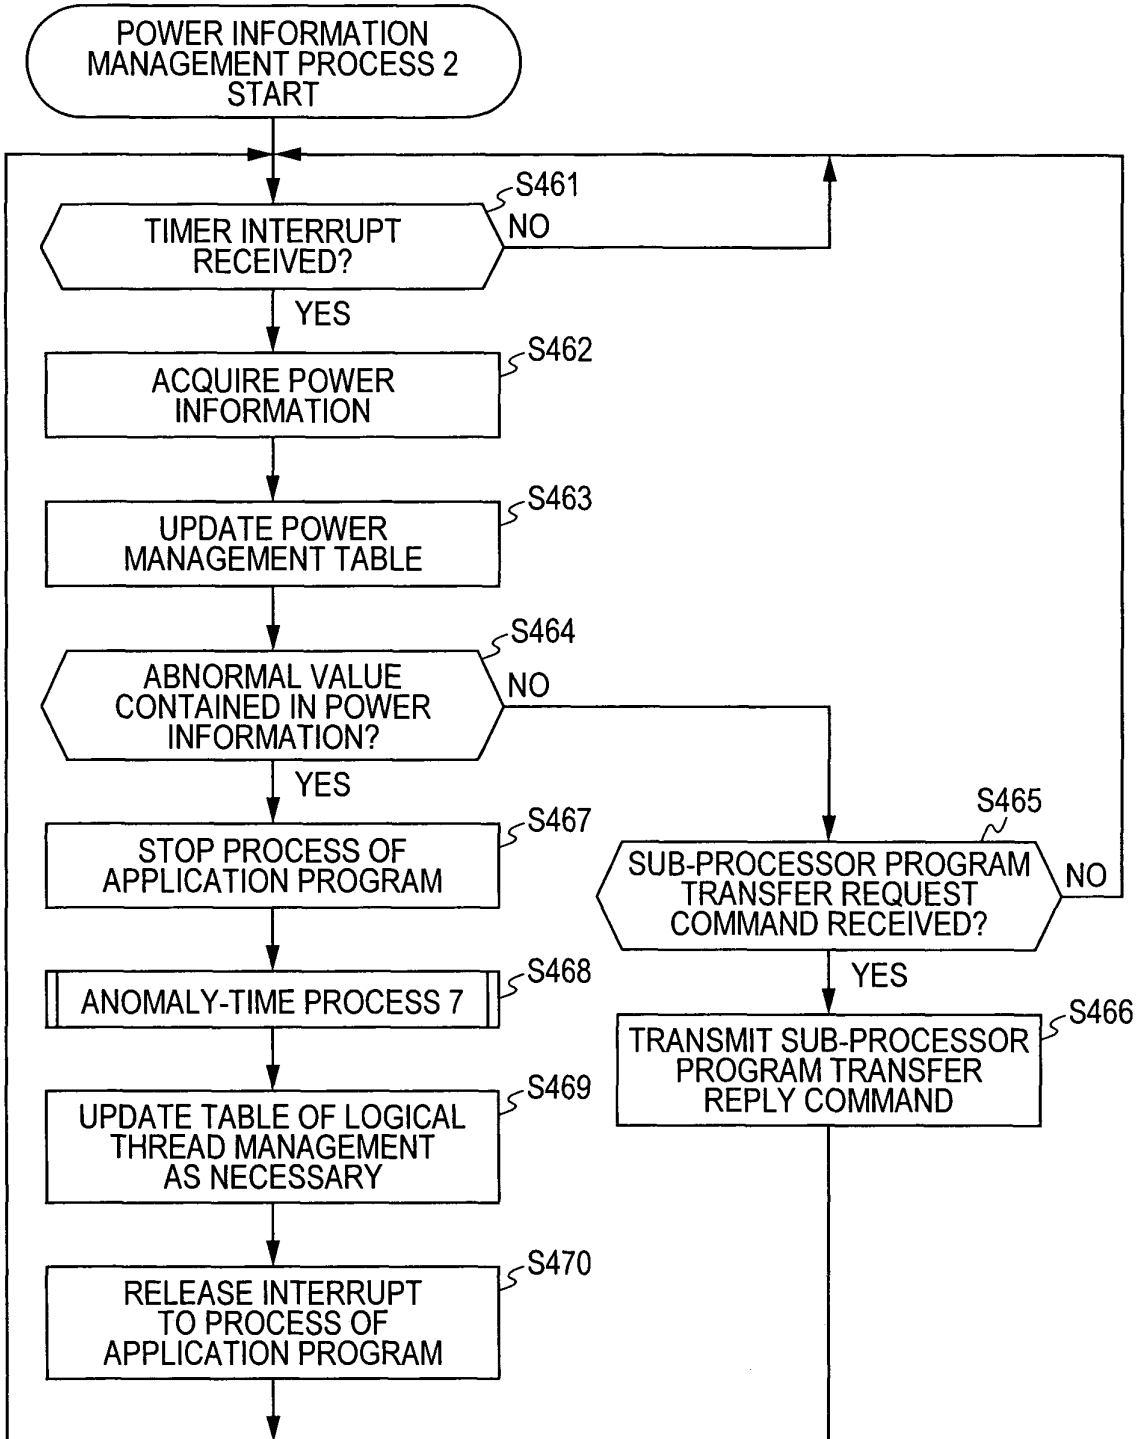 POWER INFORMATION
MANAGEMENT PROCESS 2
START
S461
TIMER INTERRUPT
RECEIVED?
NO
YES
S462
ACQUIRE POWER
INFORMATION
S463
UPDATE POWER
MANAGEMENT TABLE
S464
ABNORMAL VALUE
CONTAINED IN POWER
INFORMATION?
NO
YES
S465
SUB-PROCESSOR PROGRAM
TRANSFER REQUEST
COMMAND RECEIVED?
NO
YES
S466
TRANSMIT SUB-PROCESSOR
PROGRAM TRANSFER
REPLY COMMAND
S467
STOP PROCESS OF
APPLICATION PROGRAM
S468
ANOMALY-TIME PROCESS 7
S469
UPDATE TABLE OF LOGICAL
THREAD MANAGEMENT
AS NECESSARY
S470
RELEASE INTERRUPT
TO PROCESS OF
APPLICATION PROGRAM